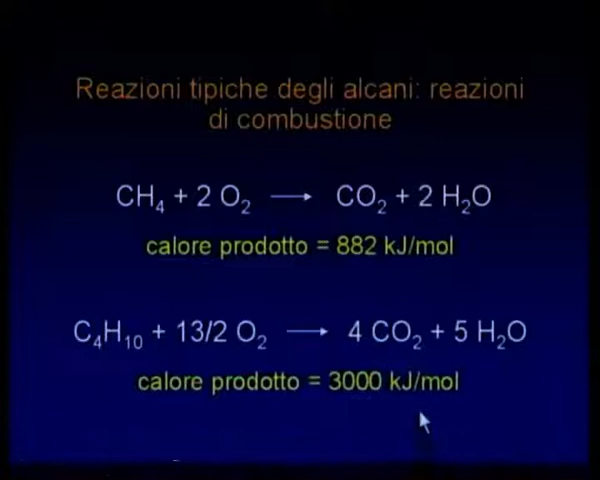 Reazioni tipiche degli alcani: reazioni
di combustione
CH₄ + 2 O₂ ⟶ CO₂ + 2 H₂O
calore prodotto = 882 kJ/mol
C₄H₁₀ + 13/2 O₂ ⟶ 4 CO₂ + 5 H₂O
calore prodotto = 3000 kJ/mol